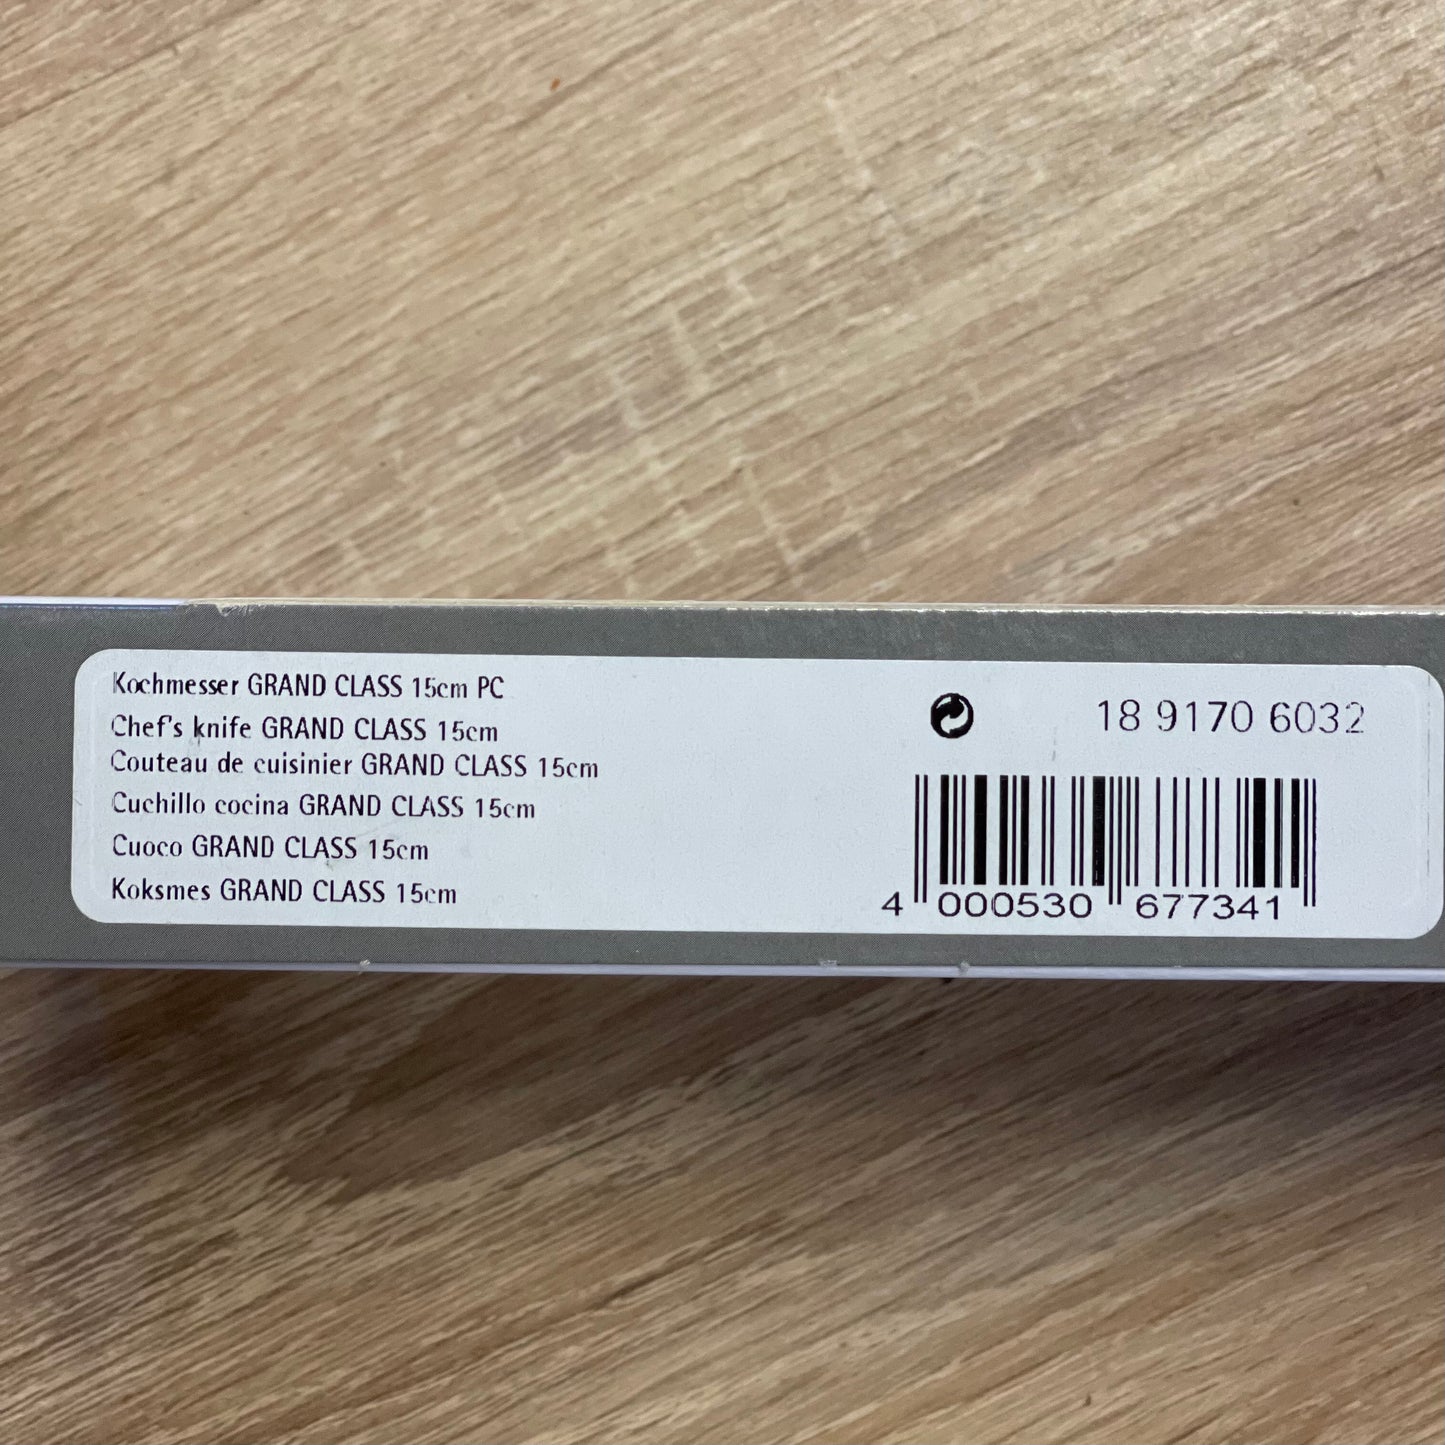 Kochmesser GRAND CLASS 15cm PC
Chef's knife GRAND CLASS 15cm
Couteau de cuisinier GRAND CLASS 15cm
Cuchillo cocina GRAND CLASS 15cm
Cuoco GRAND CLASS 15cm
Koksmes GRAND CLASS 15cm
18 9170 6032
4 000530 677341